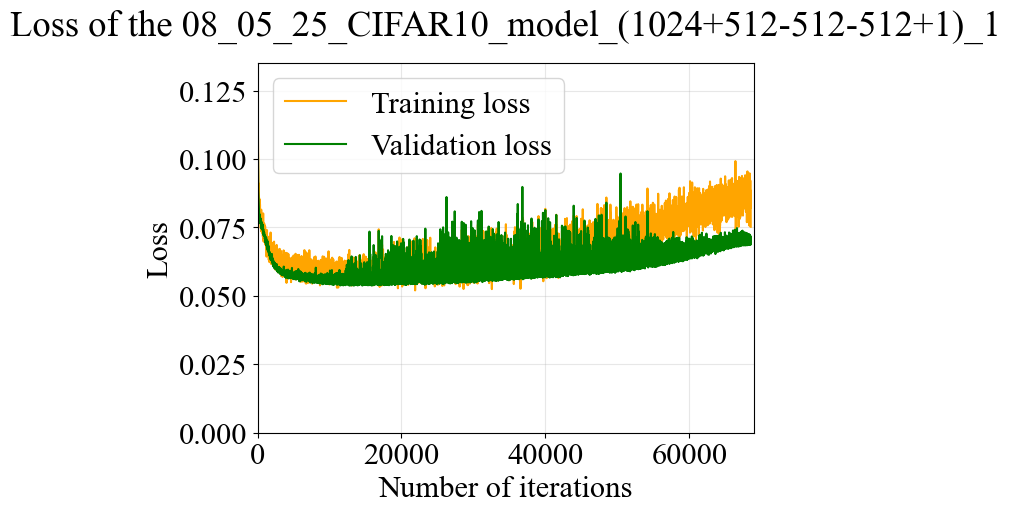 Loss of the 08_05_25_CIFAR10_model_(1024+512-512-512+1)_1
0.125
0.100
0.075
0.050
0.025
0.000
Loss
Training loss
Validation loss
0 20000 40000 60000
Number of iterations